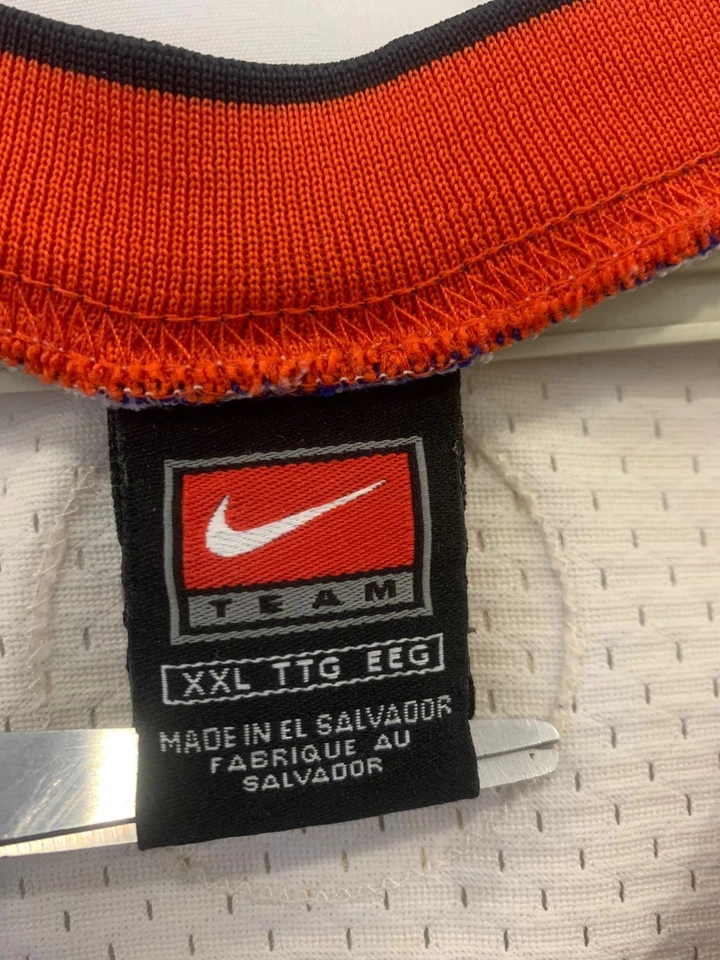 TEAM
XXL TTG EEG
MADE IN EL SALVADOR
FABRIQUE AU
SALVADOR